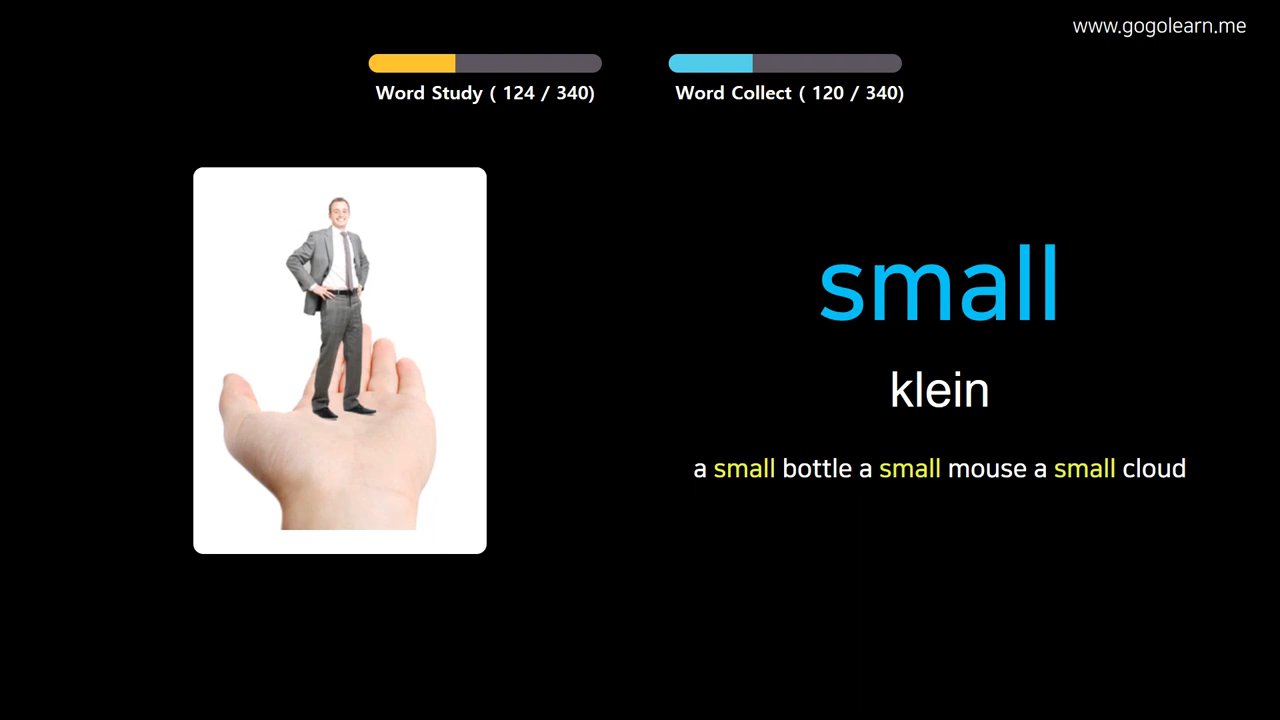 www.gogolearn.me
Word Study ( 124 / 340)
Word Collect ( 120 / 340)
small
klein
a small bottle a small mouse a small cloud